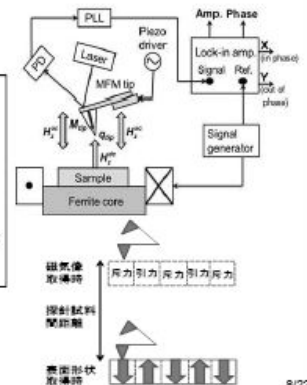 Amp. Phase
PLL
Piezo
driver
Lock-in amp.
X
(in phase)
Laser
Signal
Ref.
Y
(out of
phase)
PD
MFM tip
Signal
generator
Sample
Ferrite core
磁気像
取得時
斥力 引力 斥力 引力 斥力
探針試料
間距離
表面形状
取得時